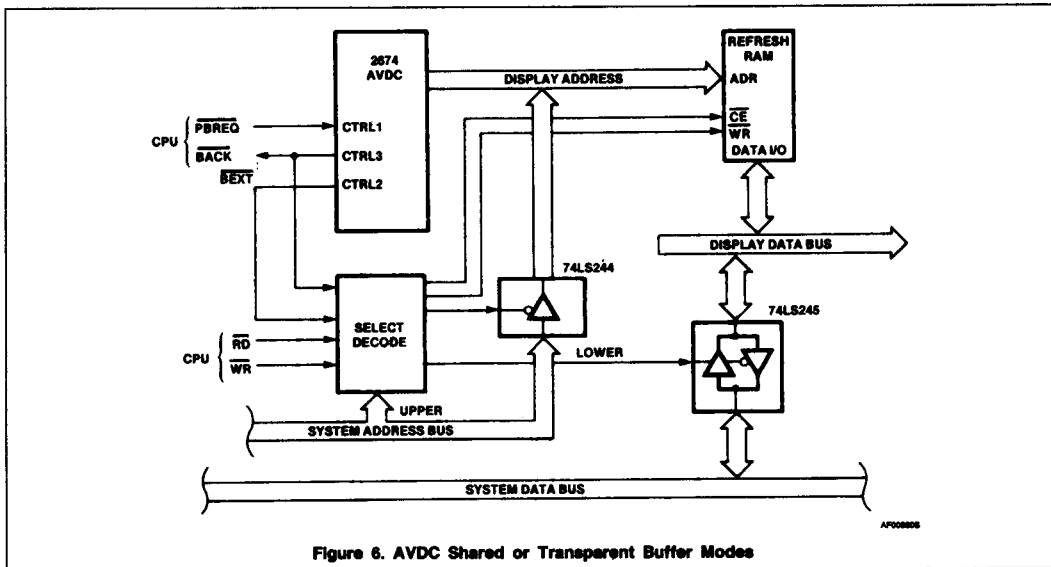 2674
AVDC
REFRESH
RAM
DISPLAY ADDRESS
ADR
CPU
PBREQ
CTRL1
CE
WR
BACK
CTRL3
DATA I/O
BEXT
CTRL2
DISPLAY DATA BUS
74LS244
74LS245
SELECT
DECODE
CPU
RD
WR
LOWER
UPPER
SYSTEM ADDRESS BUS
SYSTEM DATA BUS
Figure 6. AVDC Shared or Transparent Buffer Modes